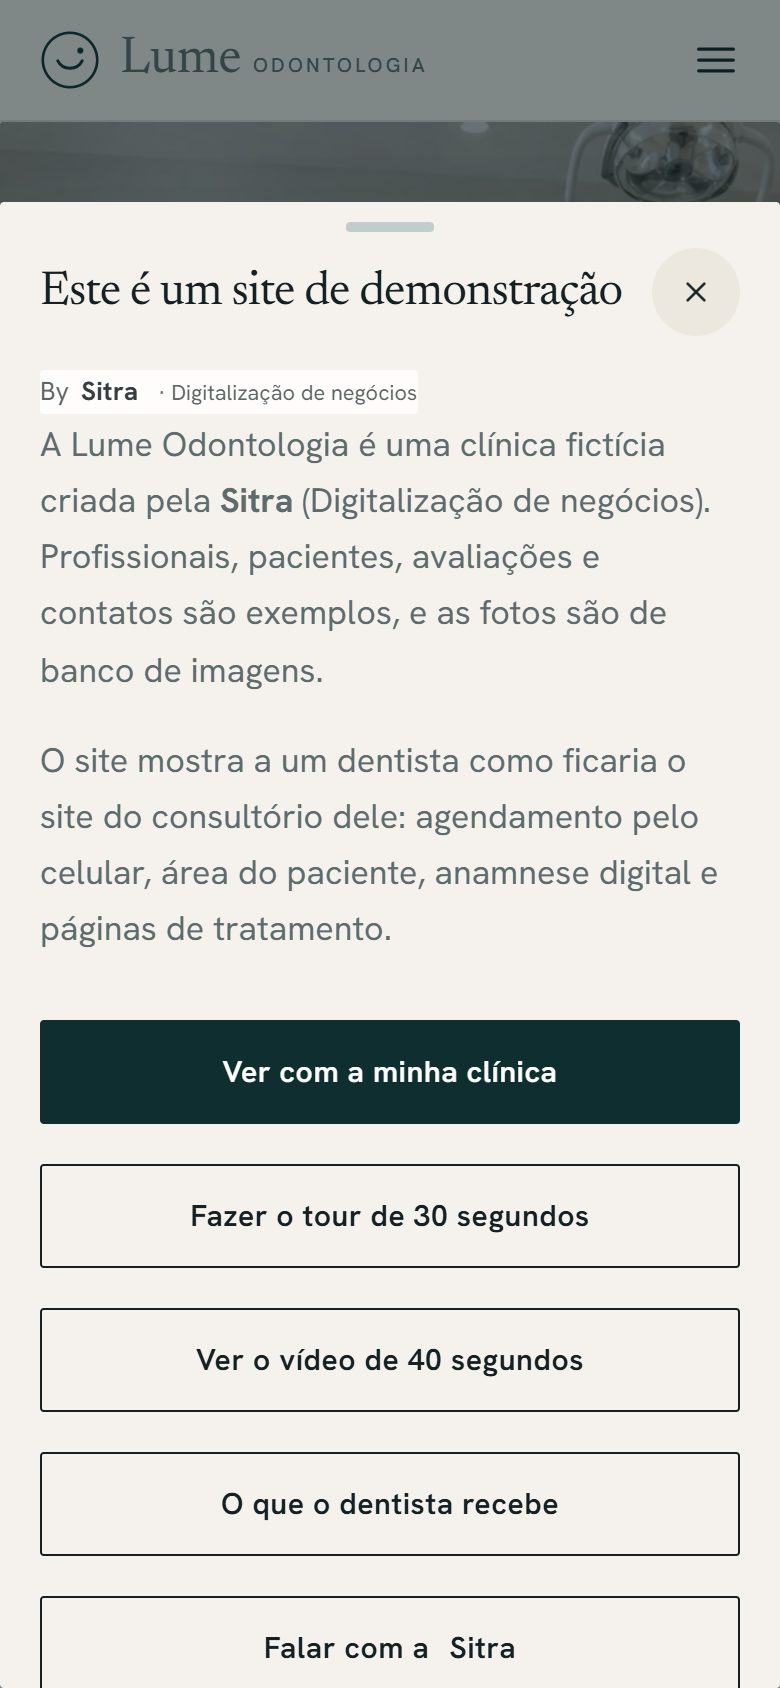 Lume ODONTOLOGIA
Este é um site de demonstração
By Sitra · Digitalização de negócios
A Lume Odontologia é uma clínica fictícia
criada pela Sitra (Digitalização de negócios).
Profissionais, pacientes, avaliações e
contatos são exemplos, e as fotos são de
banco de imagens.
O site mostra a um dentista como ficaria o
site do consultório dele: agendamento pelo
celular, área do paciente, anamnese digital e
páginas de tratamento.
Ver com a minha clínica
Fazer o tour de 30 segundos
Ver o vídeo de 40 segundos
O que o dentista recebe
Falar com a Sitra